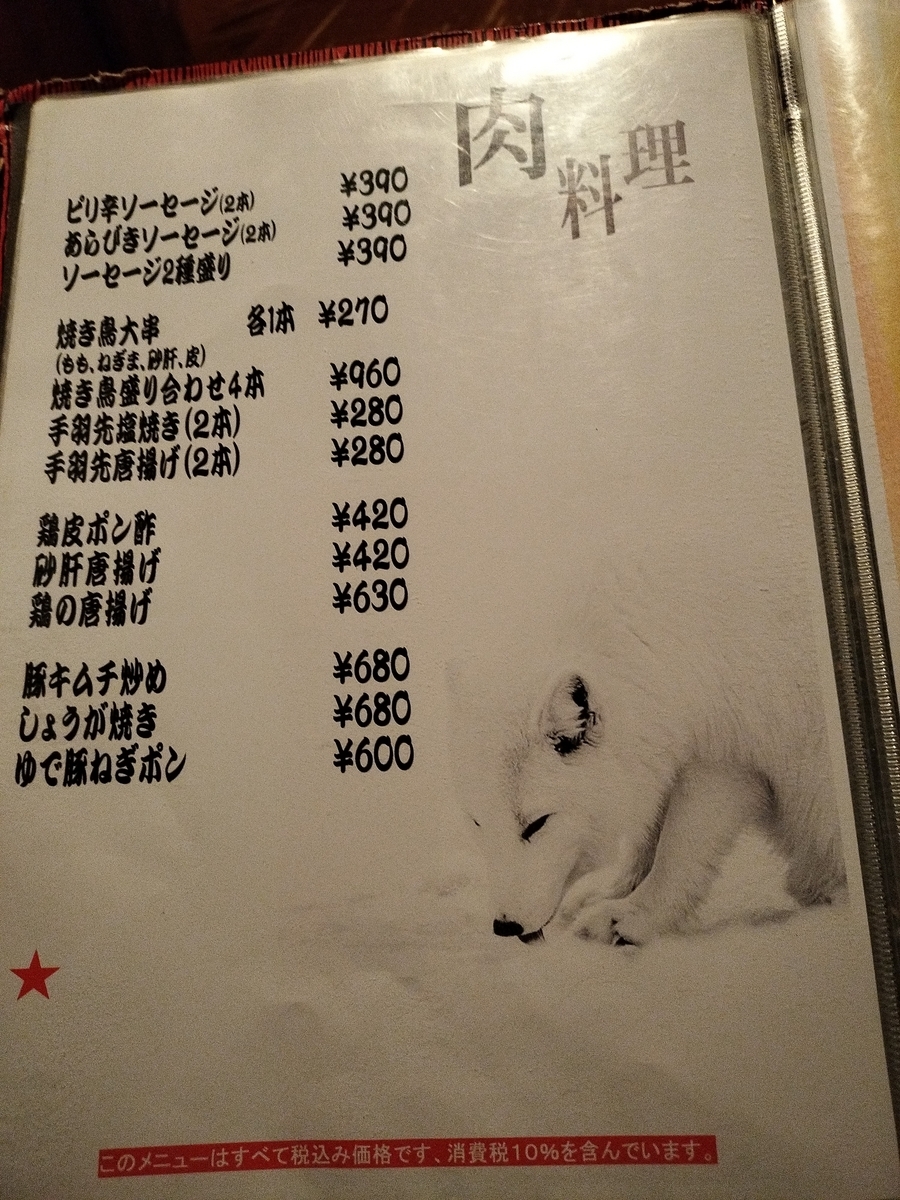 肉料理
ピリ辛ソーセージ(2本) ¥390
あらびきソーセージ(2本) ¥390
ソーセージ2種盛り ¥390
焼き鳥大串 各1本 ¥270
(もも、ねぎま、砂肝、皮)
焼き鳥盛り合わせ4本 ¥960
手羽先塩焼き(2本) ¥280
手羽先唐揚げ(2本) ¥280
鶏皮ポン酢 ¥420
砂肝唐揚げ ¥420
鶏の唐揚げ ¥630
豚キムチ炒め ¥680
しょうが焼き ¥680
ゆで豚ねぎポン ¥600
このメニューはすべて税込み価格です、消費税10%を含んでいます。